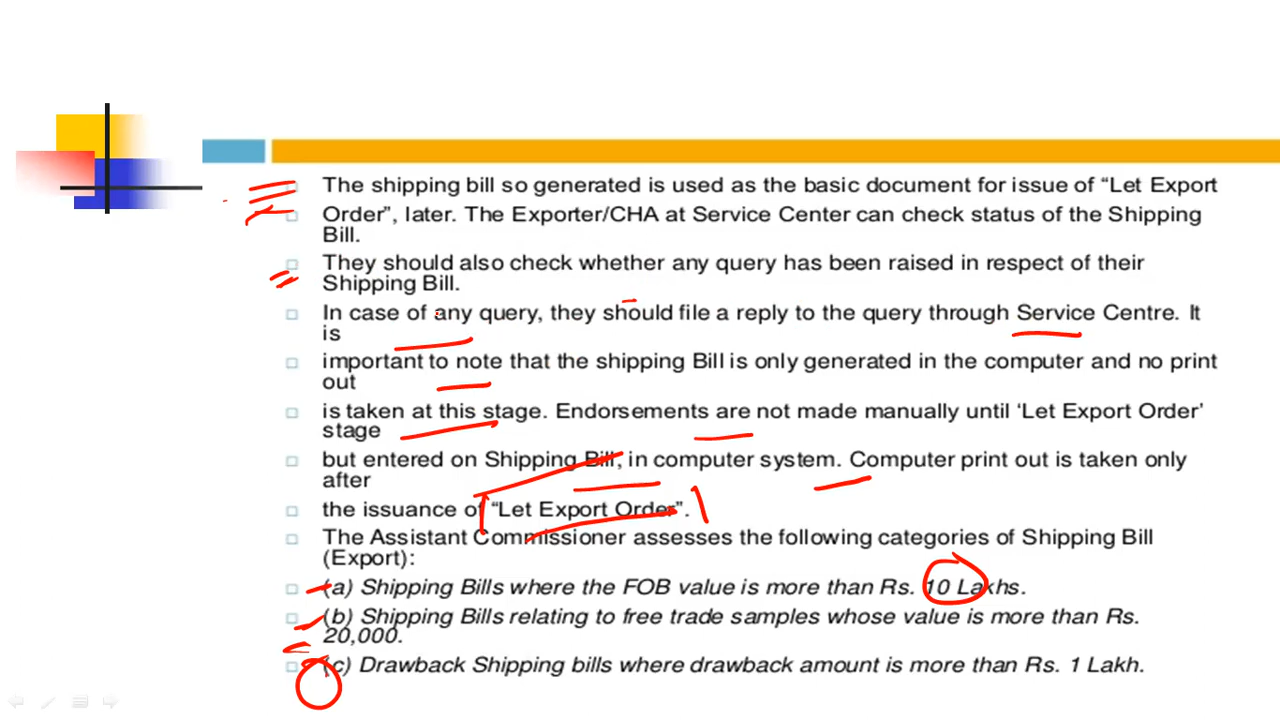 The shipping bill so generated is used as the basic document for issue of “Let Export
Order”, later. The Exporter/CHA at Service Center can check status of the Shipping
Bill.
They should also check whether any query has been raised in respect of their
Shipping Bill.
In case of any query, they should file a reply to the query through Service Centre. It
is
important to note that the shipping Bill is only generated in the computer and no print
out
is taken at this stage. Endorsements are not made manually until ‘Let Export Order’
stage
but entered on Shipping Bill, in computer system. Computer print out is taken only
after
the issuance of “Let Export Order”.
The Assistant Commissioner assesses the following categories of Shipping Bill
(Export):
(a) Shipping Bills where the FOB value is more than Rs. 10 Lakhs.
(b) Shipping Bills relating to free trade samples whose value is more than Rs.
20,000.
(c) Drawback Shipping bills where drawback amount is more than Rs. 1 Lakh.